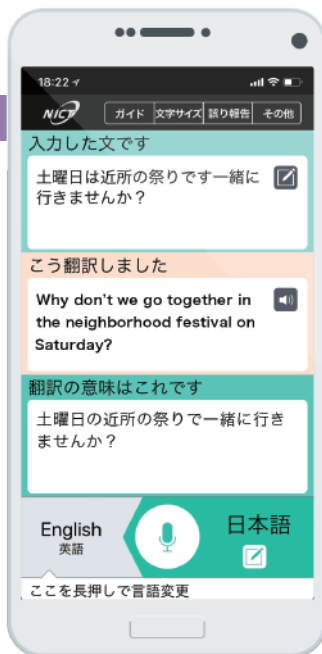 18:22
NICT
ガイド 文字サイズ 誤り報告 その他
入力した文です
土曜日は近所の祭りです一緒に
行きませんか？
こう翻訳しました
Why don't we go together in
the neighborhood festival on
Saturday?
翻訳の意味はこれです
土曜日の近所の祭りで一緒に行き
ませんか？
English
英語
日本語
ここを長押しで言語変更